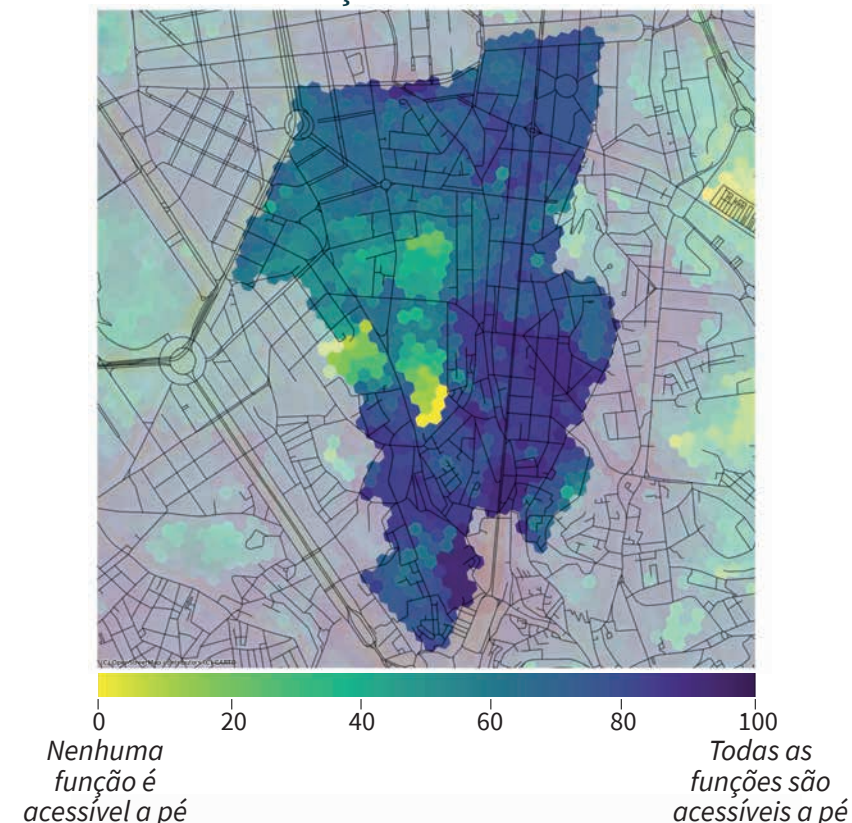 0 20 40 60 80 100
Nenhuma
função é
acessível a pé
Todas as
funções são
acessíveis a pé